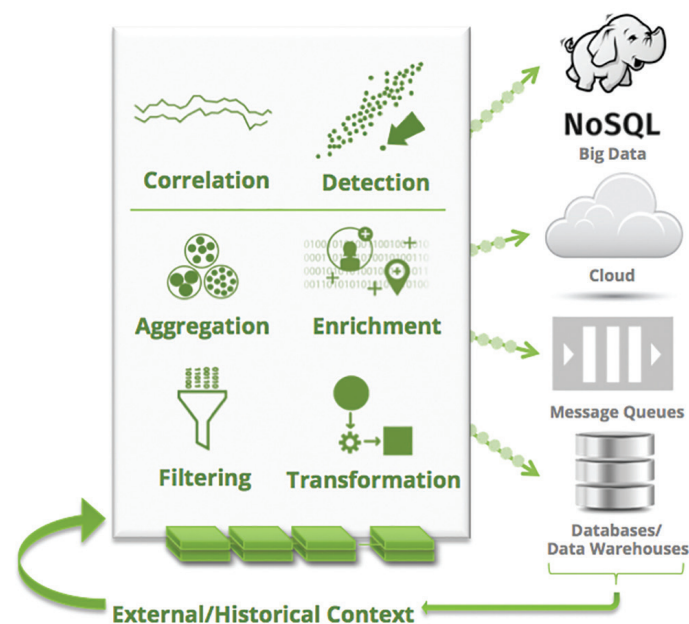 Correlation
Detection
Aggregation
Enrichment
Filtering
Transformation
NoSQL
Big Data
Cloud
Message Queues
Databases/
Data Warehouses
External/Historical Context